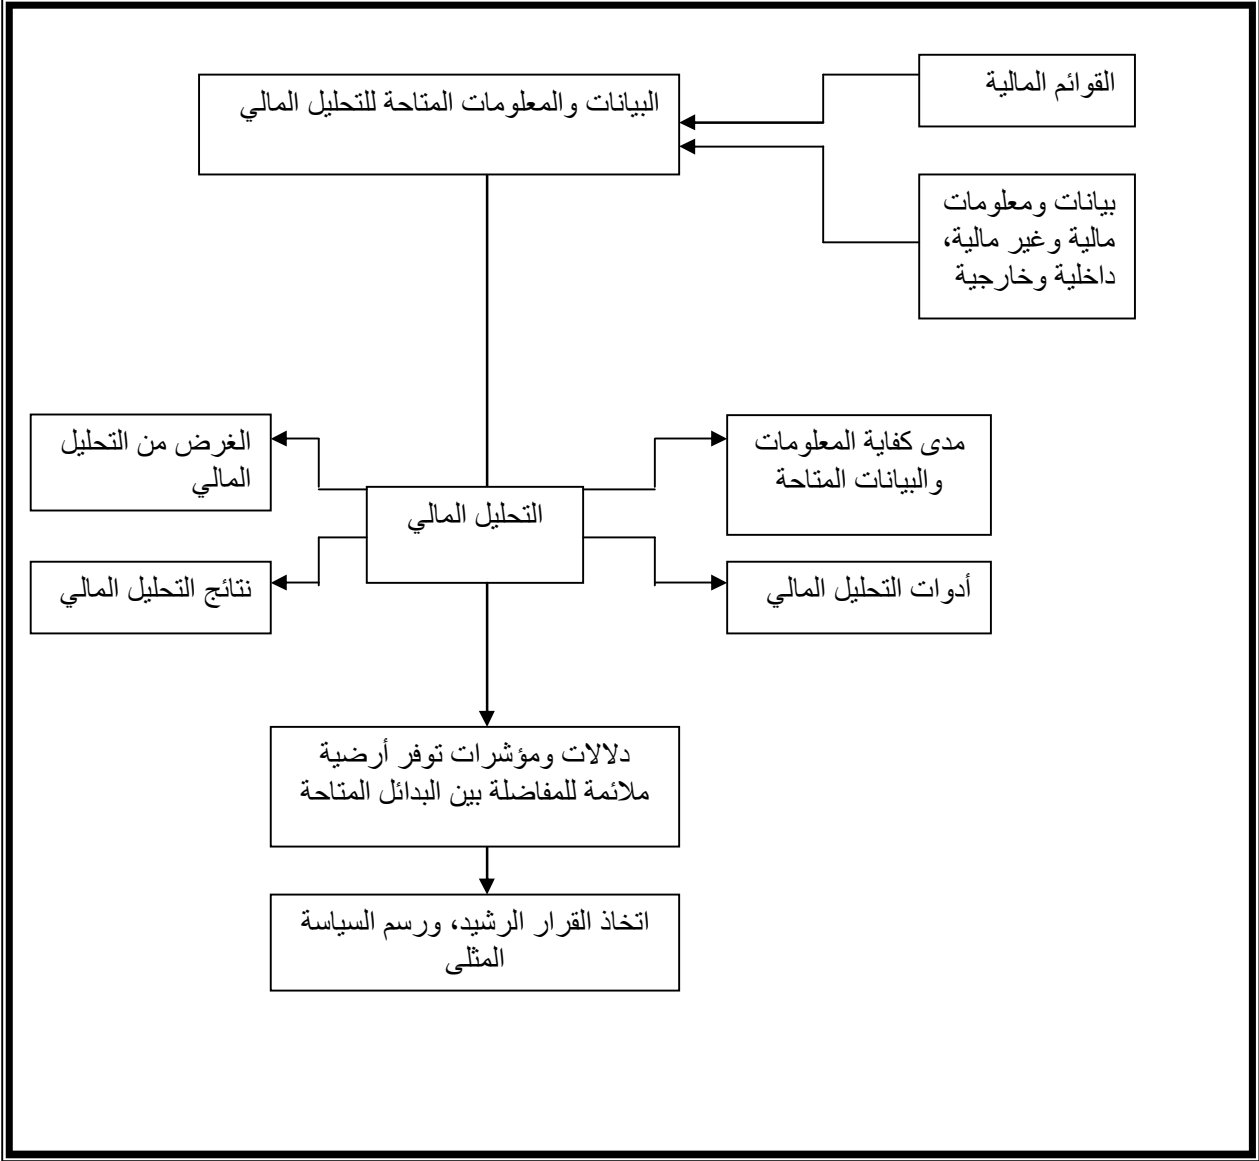 القوائم المالية
البيانات والمعلومات المتاحة للتحليل المالي
بيانات ومعلومات
مالية وغير مالية،
داخلية وخارجية
مدى كفاية المعلومات
والبيانات المتاحة
الغرض من التحليل
المالي
التحليل المالي
أدوات التحليل المالي
نتائج التحليل المالي
دلالات ومؤشرات توفر أرضية
ملائمة للمفاضلة بين البدائل المتاحة
اتخاذ القرار الرشيد، ورسم السياسة
المثلى